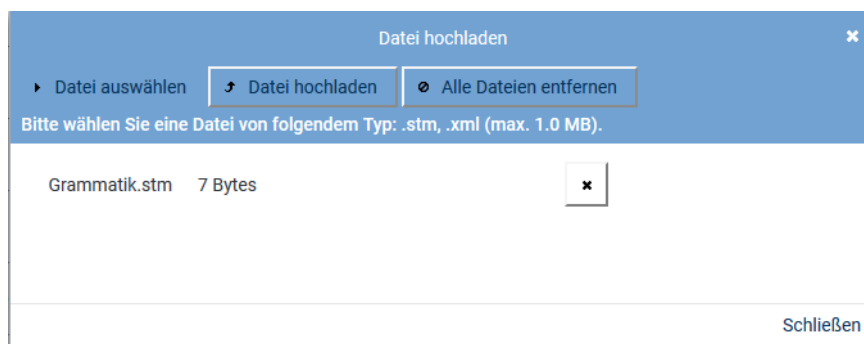 Datei hochladen
Datei auswählen Datei hochladen Alle Dateien entfernen
Bitte wählen Sie eine Datei von folgendem Typ: .stm, .xml (max. 1.0 MB).
Grammatik.stm 7 Bytes
Schließen